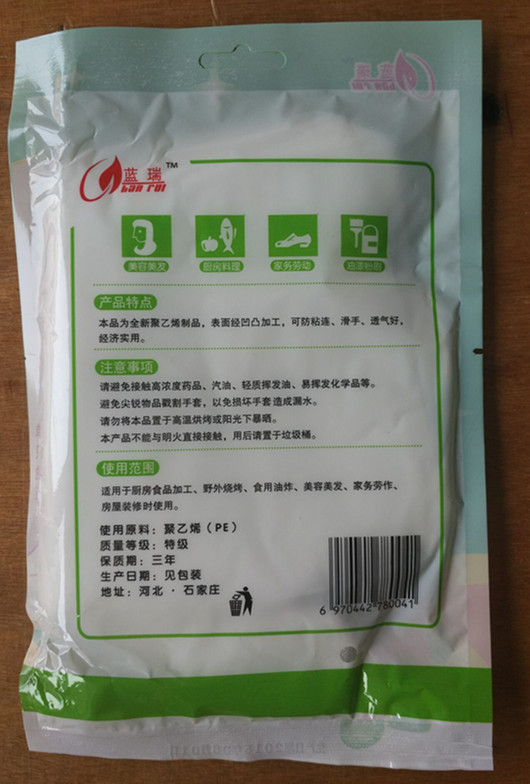 蓝瑞™
Lan rui
美容美发
厨房料理
家务劳动
油漆粉刷
产品特点
本品为全新聚乙烯制品，表面经凹凸加工，可防粘连、滑手、透气好，
经济实用。
注意事项
请避免接触高浓度药品、汽油、轻质挥发油、易挥发化学品等。
避免尖锐物品戳割手套，以免损坏手套造成漏水。
请勿将本品置于高温烘烤或阳光下暴晒。
本产品不能与明火直接接触，用后请置于垃圾桶。
使用范围
适用于厨房食品加工、野外烧烤、食用油炸、美容美发、家务劳作、
房屋装修时使用。
使用原料：聚乙烯（PE）
质量等级：特级
保质期：三年
生产日期：见包装
地址：河北·石家庄
6 970442 780041